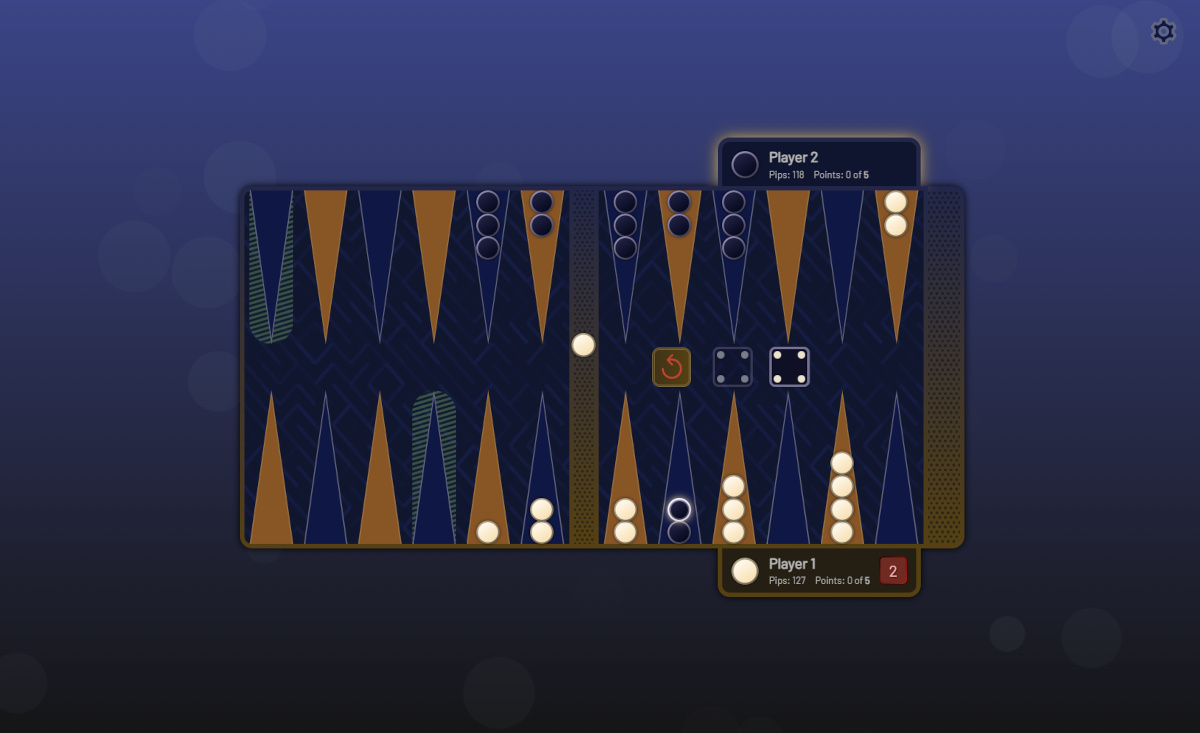 Player 2
Pips: 118 Points: 0 of 5
Player 1
Pips: 127 Points: 0 of 5
2